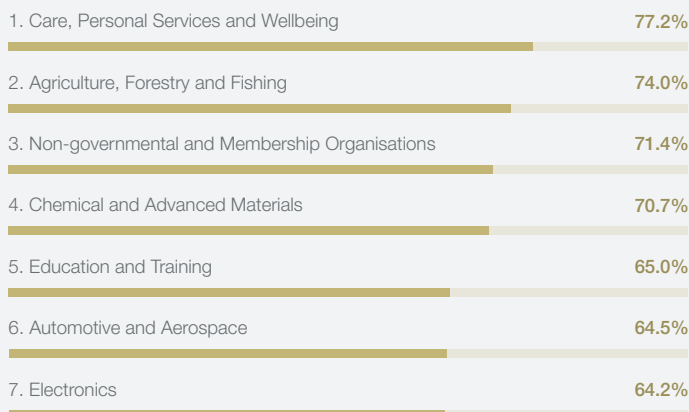 1. Care, Personal Services and Wellbeing 77.2%
2. Agriculture, Forestry and Fishing 74.0%
3. Non-governmental and Membership Organisations 71.4%
4. Chemical and Advanced Materials 70.7%
5. Education and Training 65.0%
6. Automotive and Aerospace 64.5%
7. Electronics 64.2%